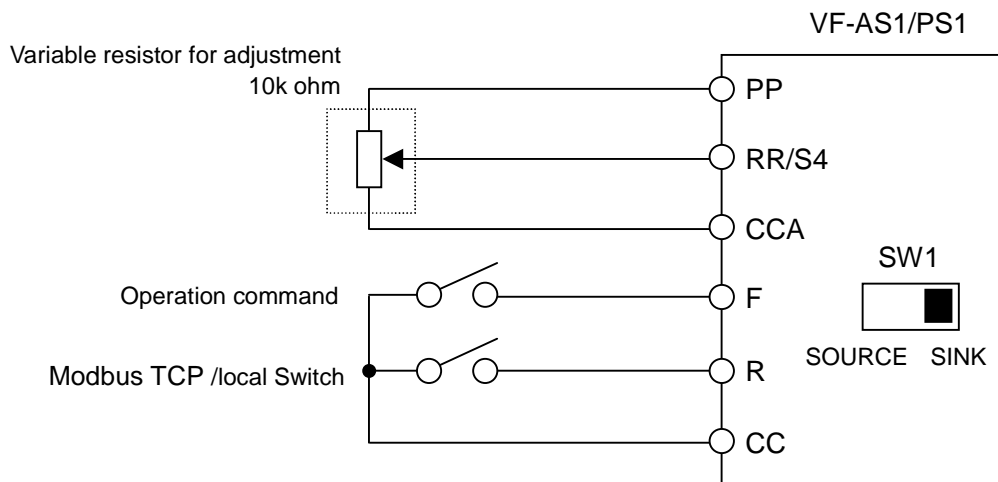 VF-AS1/PS1
Variable resistor for adjustment
10k ohm
PP
RR/S4
CCA
SW1
Operation command
F
SOURCE SINK
Modbus TCP /local Switch
R
CC